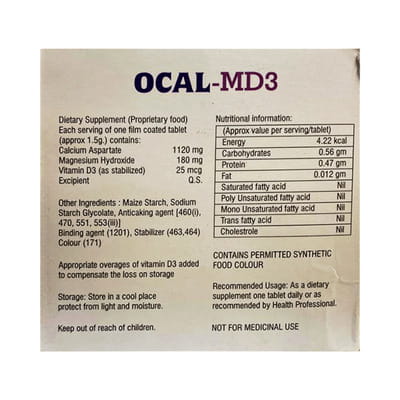 OCAL-MD3
Dietary Supplement (Proprietary food)
Each serving of one film coated tablet
(approx 1.5g.) contains:
Calcium Aspartate 1120 mg
Magnesium Hydroxide 180 mg
Vitamin D3 (as stabilized) 25 mcg
Excipient Q.S.
Other Ingredients : Maize Starch, Sodium
Starch Glycolate, Anticaking agent [460(i),
470, 551, 553(iii)]
Binding agent (1201), Stabilizer (463,464)
Colour (171)
Appropriate overages of vitamin D3 added
to compensate the loss on storage
Storage: Store in a cool place
protect from light and moisture.
Keep out of reach of children.
Nutritional information:
(Approx value per serving/tablet)
Energy 4.22 kcal
Carbohydrates 0.56 gm
Protein 0.47 gm
Fat 0.012 gm
Saturated fatty acid Nil
Poly Unsaturated fatty acid Nil
Mono Unsaturated fatty acid Nil
Trans fatty acid Nil
Cholestrole Nil
CONTAINS PERMITTED SYNTHETIC
FOOD COLOUR
Recommended Usage: As a dietary
supplement one tablet daily or as
recommended by Health Professional.
NOT FOR MEDICINAL USE